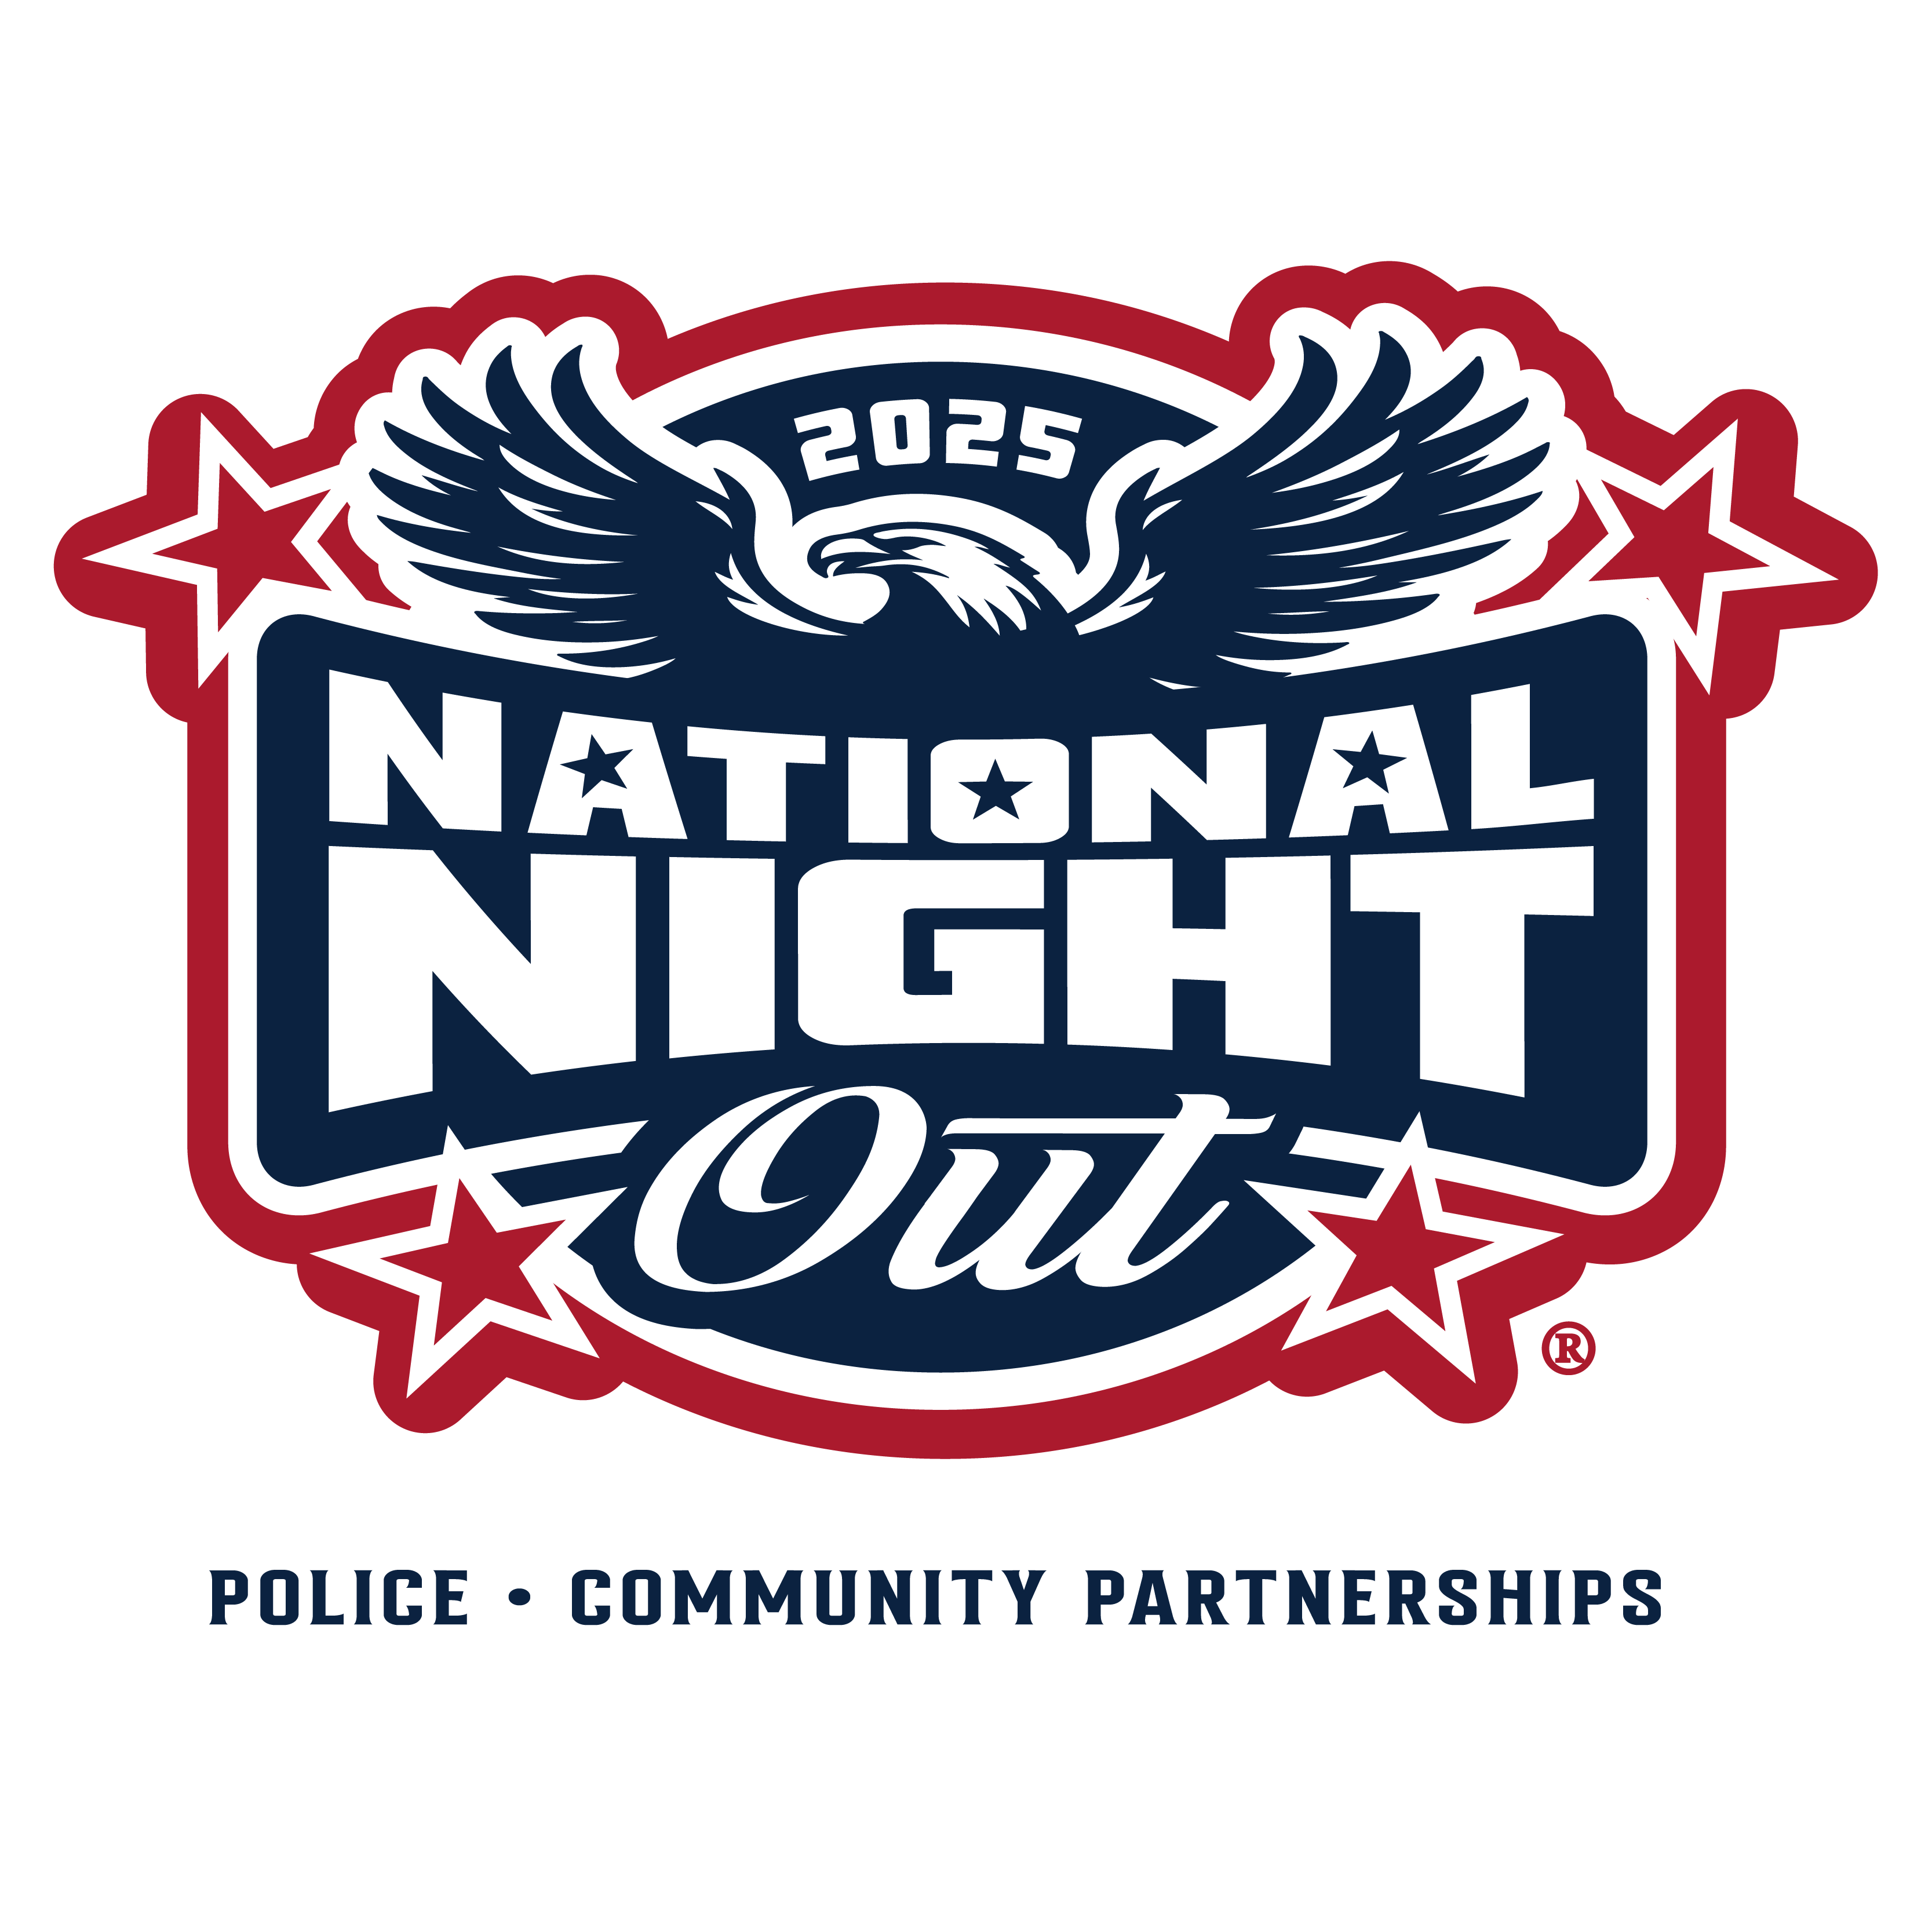 2025
NATIONAL
NIGHT
Out
®
POLICE · COMMUNITY PARTNERSHIPS